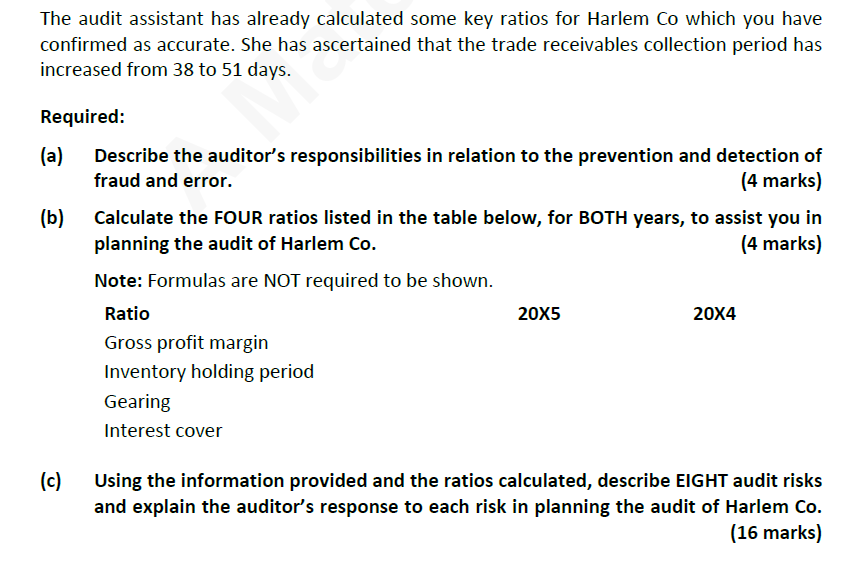 The audit assistant has already calculated some key ratios for Harlem Co which you have
confirmed as accurate. She has ascertained that the trade receivables collection period has
increased from 38 to 51 days.
Required:
(a) Describe the auditor's responsibilities in relation to the prevention and detection of
fraud and error. (4 marks)
(b) Calculate the FOUR ratios listed in the table below, for BOTH years, to assist you in
planning the audit of Harlem Co. (4 marks)
Note: Formulas are NOT required to be shown.
Ratio 20X5 20X4
Gross profit margin
Inventory holding period
Gearing
Interest cover
(c) Using the information provided and the ratios calculated, describe EIGHT audit risks
and explain the auditor's response to each risk in planning the audit of Harlem Co.
(16 marks)